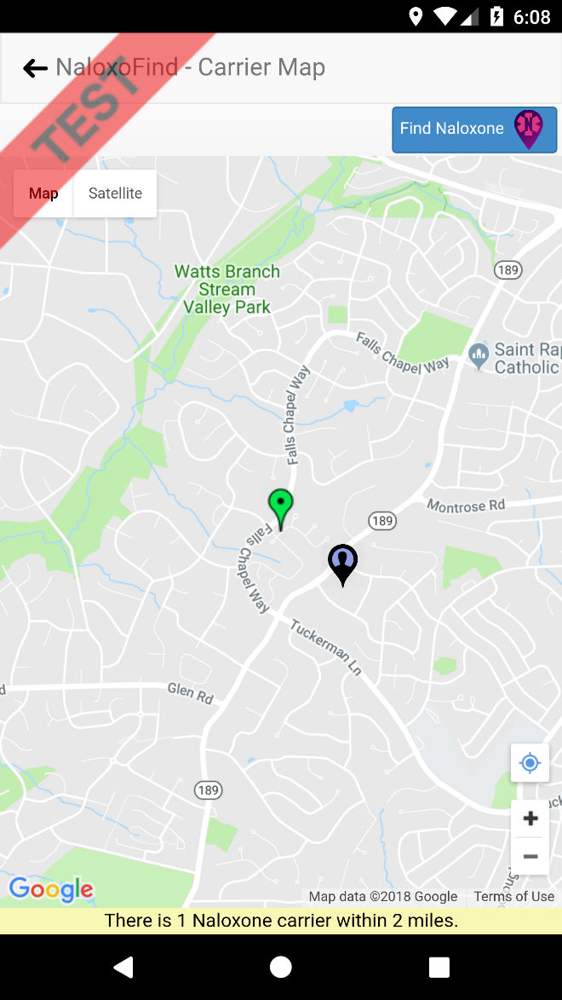 6:08
NaloxoFind - Carrier Map
TEST
Find Naloxone
N
Map
Satellite
189
Watts Branch
Stream
Valley Park
Falls Chapel Way
Saint Ra
Catholic
Falls Chapel Way
Montrose Rd
189
Falls Chapel Way
Tuckerman Ln
Glen Rd
189
Google
Map data ©2018 Google
Terms of Use
There is 1 Naloxone carrier within 2 miles.